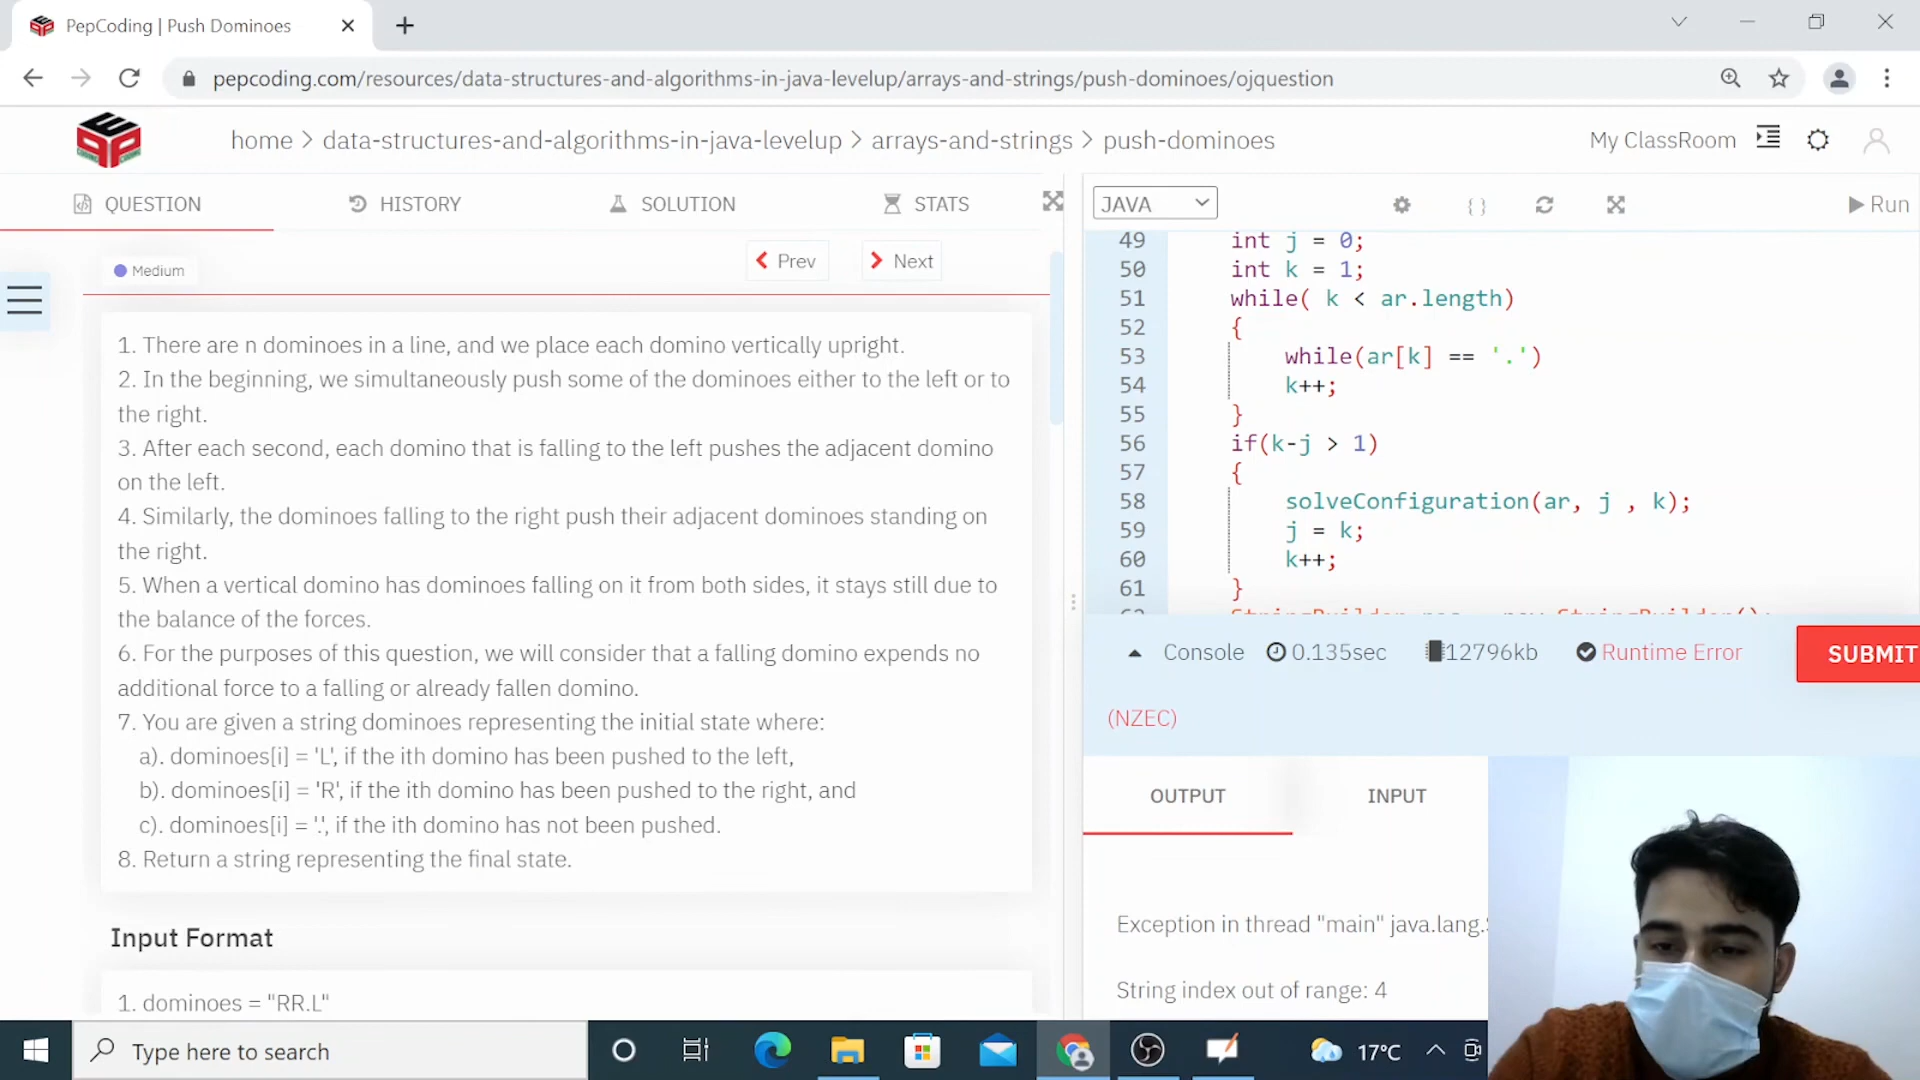 PepCoding | Push Dominoes
pepcoding.com/resources/data-structures-and-algorithms-in-java-levelup/arrays-and-strings/push-dominoes/ojquestion
home > data-structures-and-algorithms-in-java-levelup > arrays-and-strings > push-dominoes
My ClassRoom
QUESTION
HISTORY
SOLUTION
STATS
JAVA
Run
Medium
Prev
Next
1. There are n dominoes in a line, and we place each domino vertically upright.
2. In the beginning, we simultaneously push some of the dominoes either to the left or to
the right.
3. After each second, each domino that is falling to the left pushes the adjacent domino
on the left.
4. Similarly, the dominoes falling to the right push their adjacent dominoes standing on
the right.
5. When a vertical domino has dominoes falling on it from both sides, it stays still due to
the balance of the forces.
6. For the purposes of this question, we will consider that a falling domino expends no
additional force to a falling or already fallen domino.
7. You are given a string dominoes representing the initial state where:
a). dominoes[i] = 'L', if the ith domino has been pushed to the left,
b). dominoes[i] = 'R', if the ith domino has been pushed to the right, and
c). dominoes[i] = '.', if the ith domino has not been pushed.
8. Return a string representing the final state.
Input Format
1. dominoes = "RR.L"
49 int j = 0;
50 int k = 1;
51 while( k < ar.length)
52 {
53 while(ar[k] == '.')
54 k++;
55 }
56 if(k-j > 1)
57 {
58 solveConfiguration(ar, j , k);
59 j = k;
60 k++;
61 }
Console
0.135sec
12796kb
Runtime Error
SUBMIT
(NZEC)
OUTPUT
INPUT
Exception in thread "main" java.lang.
String index out of range: 4
Type here to search
17°C